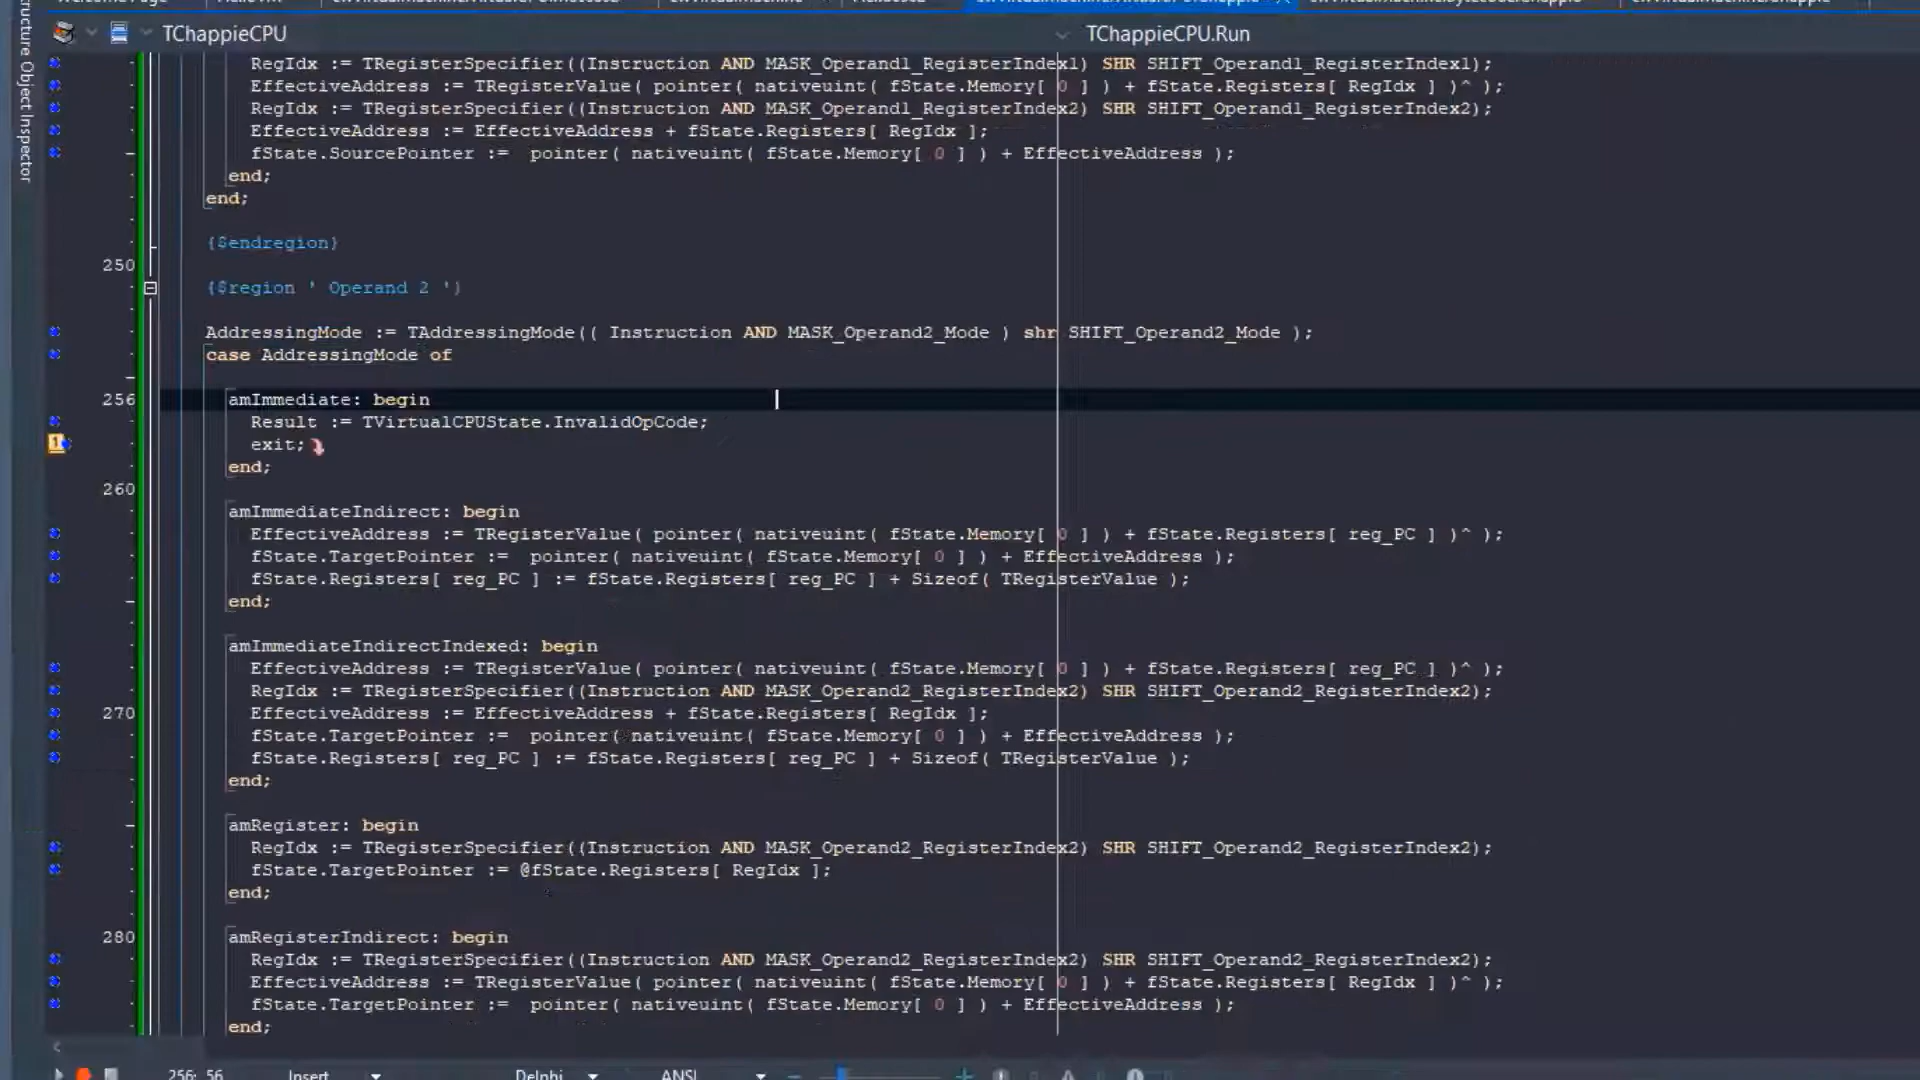 TChappieCPU
TChappieCPU.Run
Structure Object Inspector
RegIdx := TRegisterSpecifier((Instruction AND MASK_Operand1_RegisterIndex1) SHR SHIFT_Operand1_RegisterIndex1);
EffectiveAddress := TRegisterValue( pointer( nativeuint( fState.Memory[ 0 ] ) + fState.Registers[ RegIdx ] )^ );
RegIdx := TRegisterSpecifier((Instruction AND MASK_Operand1_RegisterIndex2) SHR SHIFT_Operand1_RegisterIndex2);
EffectiveAddress := EffectiveAddress + fState.Registers[ RegIdx ];
fState.SourcePointer :=  pointer( nativeuint( fState.Memory[ 0 ] ) + EffectiveAddress );
end;
end;
{$endregion}
250
{$region ' Operand 2 '}
AddressingMode := TAddressingMode(( Instruction AND MASK_Operand2_Mode ) shr SHIFT_Operand2_Mode );
case AddressingMode of
256 amImmediate: begin
Result := TVirtualCPUState.InvalidOpCode;
1 exit;
end;
260
amImmediateIndirect: begin
EffectiveAddress := TRegisterValue( pointer( nativeuint( fState.Memory[ 0 ] ) + fState.Registers[ reg_PC ] )^ );
fState.TargetPointer :=  pointer( nativeuint( fState.Memory[ 0 ] ) + EffectiveAddress );
fState.Registers[ reg_PC ] := fState.Registers[ reg_PC ] + Sizeof( TRegisterValue );
end;
amImmediateIndirectIndexed: begin
EffectiveAddress := TRegisterValue( pointer( nativeuint( fState.Memory[ 0 ] ) + fState.Registers[ reg_PC ] )^ );
RegIdx := TRegisterSpecifier((Instruction AND MASK_Operand2_RegisterIndex2) SHR SHIFT_Operand2_RegisterIndex2);
270 EffectiveAddress := EffectiveAddress + fState.Registers[ RegIdx ];
fState.TargetPointer :=  pointer( nativeuint( fState.Memory[ 0 ] ) + EffectiveAddress );
fState.Registers[ reg_PC ] := fState.Registers[ reg_PC ] + Sizeof( TRegisterValue );
end;
amRegister: begin
RegIdx := TRegisterSpecifier((Instruction AND MASK_Operand2_RegisterIndex2) SHR SHIFT_Operand2_RegisterIndex2);
fState.TargetPointer := @fState.Registers[ RegIdx ];
end;
280 amRegisterIndirect: begin
RegIdx := TRegisterSpecifier((Instruction AND MASK_Operand2_RegisterIndex2) SHR SHIFT_Operand2_RegisterIndex2);
EffectiveAddress := TRegisterValue( pointer( nativeuint( fState.Memory[ 0 ] ) + fState.Registers[ RegIdx ] )^ );
fState.TargetPointer :=  pointer( nativeuint( fState.Memory[ 0 ] ) + EffectiveAddress );
end;
256: 56 Insert Delphi ANSI